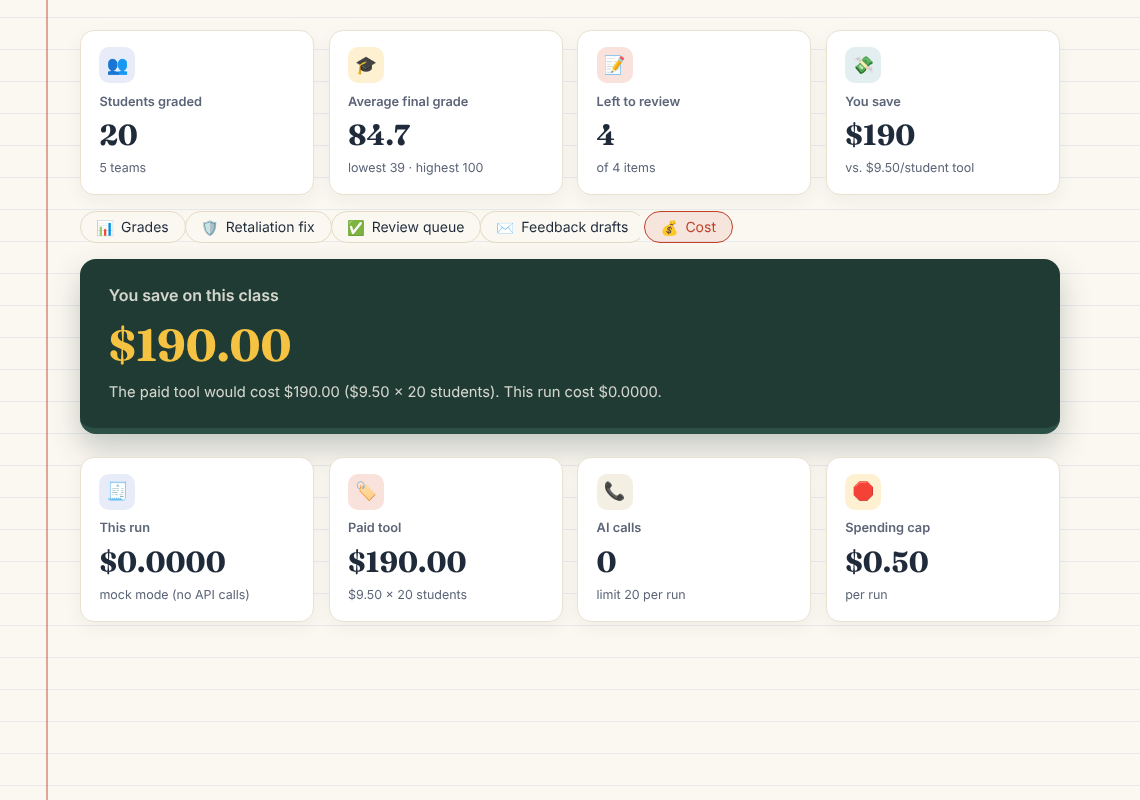 Students graded
20
5 teams
Average final grade
84.7
lowest 39 · highest 100
Left to review
4
of 4 items
You save
$190
vs. $9.50/student tool
Grades
Retaliation fix
Review queue
Feedback drafts
Cost
You save on this class
$190.00
The paid tool would cost $190.00 ($9.50 × 20 students). This run cost $0.0000.
This run
$0.0000
mock mode (no API calls)
Paid tool
$190.00
$9.50 × 20 students
AI calls
0
limit 20 per run
Spending cap
$0.50
per run